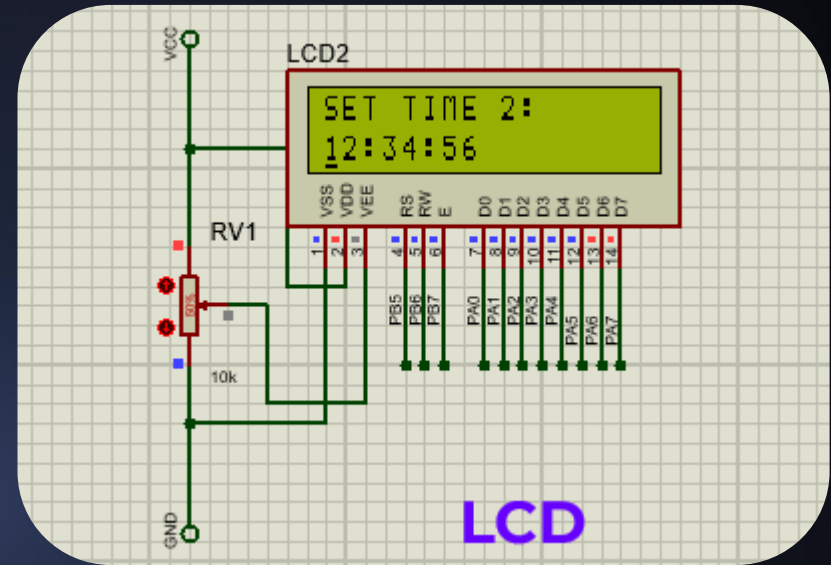 VCC
LCD2
SET TIME 2:
12:34:56
VSS VDD VEE RS RW E D0 D1 D2 D3 D4 D5 D6 D7
1 2 3 4 5 6 7 8 9 10 11 12 13 14
RV1
50%
10k
PB5 PB6 PB7 PA0 PA1 PA2 PA3 PA4 PA5 PA6 PA7
GND
LCD